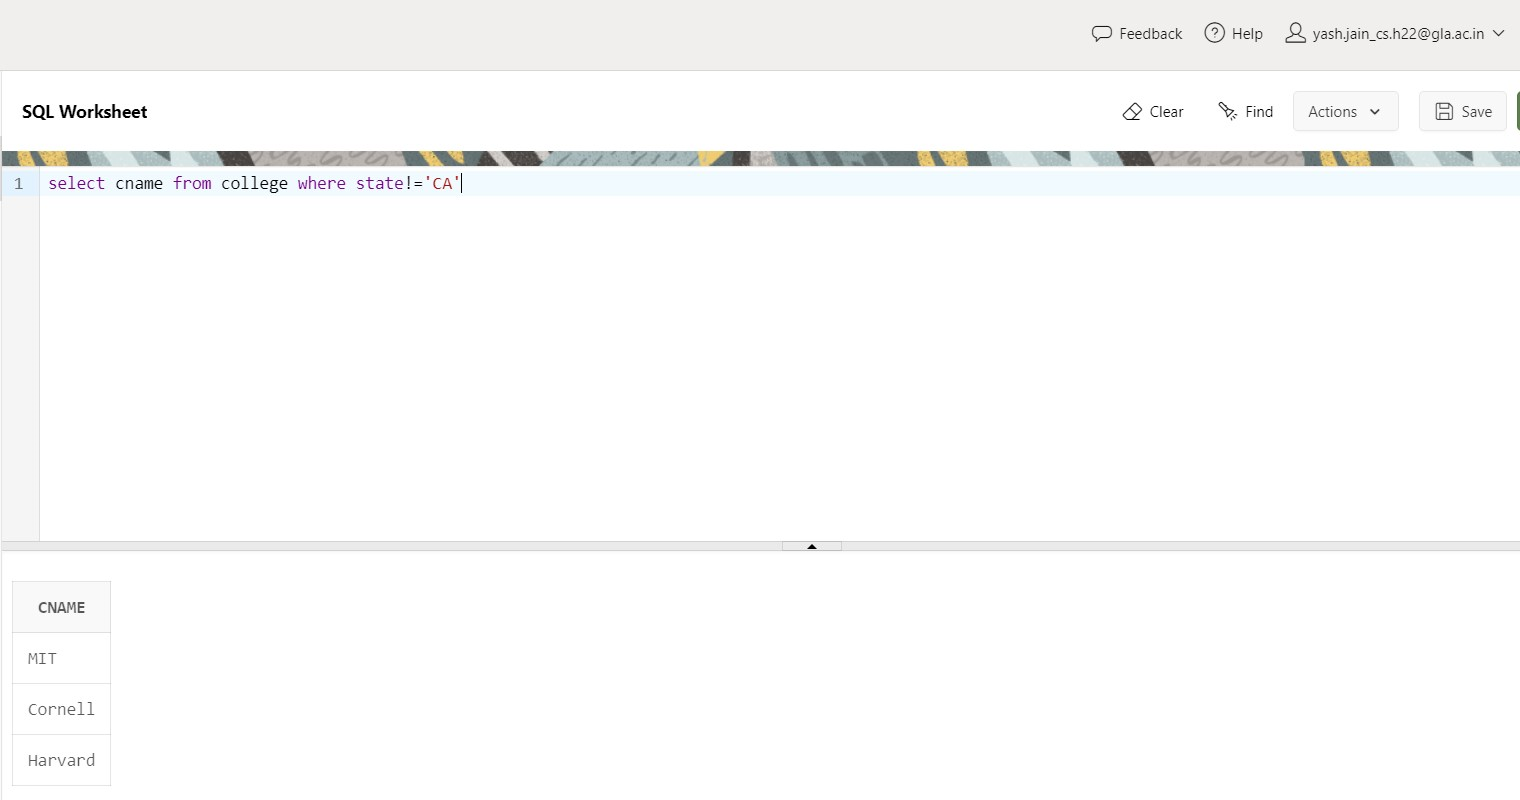 Feedback Help yash.jain_cs.h22@gla.ac.in
SQL Worksheet Clear Find Actions Save
1 select cname from college where state!='CA'
CNAME
MIT
Cornell
Harvard